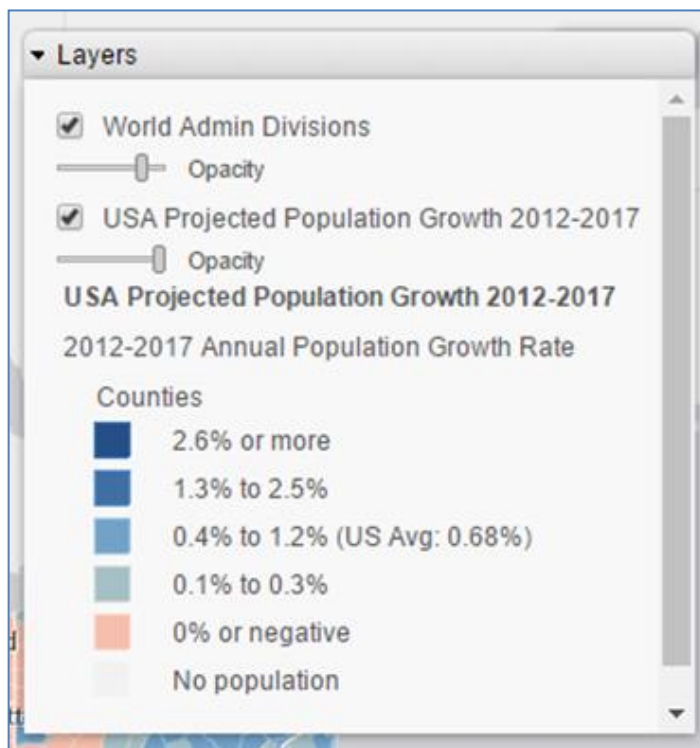 Layers
World Admin Divisions
Opacity
USA Projected Population Growth 2012-2017
Opacity
USA Projected Population Growth 2012-2017
2012-2017 Annual Population Growth Rate
Counties
2.6% or more
1.3% to 2.5%
0.4% to 1.2% (US Avg: 0.68%)
0.1% to 0.3%
0% or negative
No population